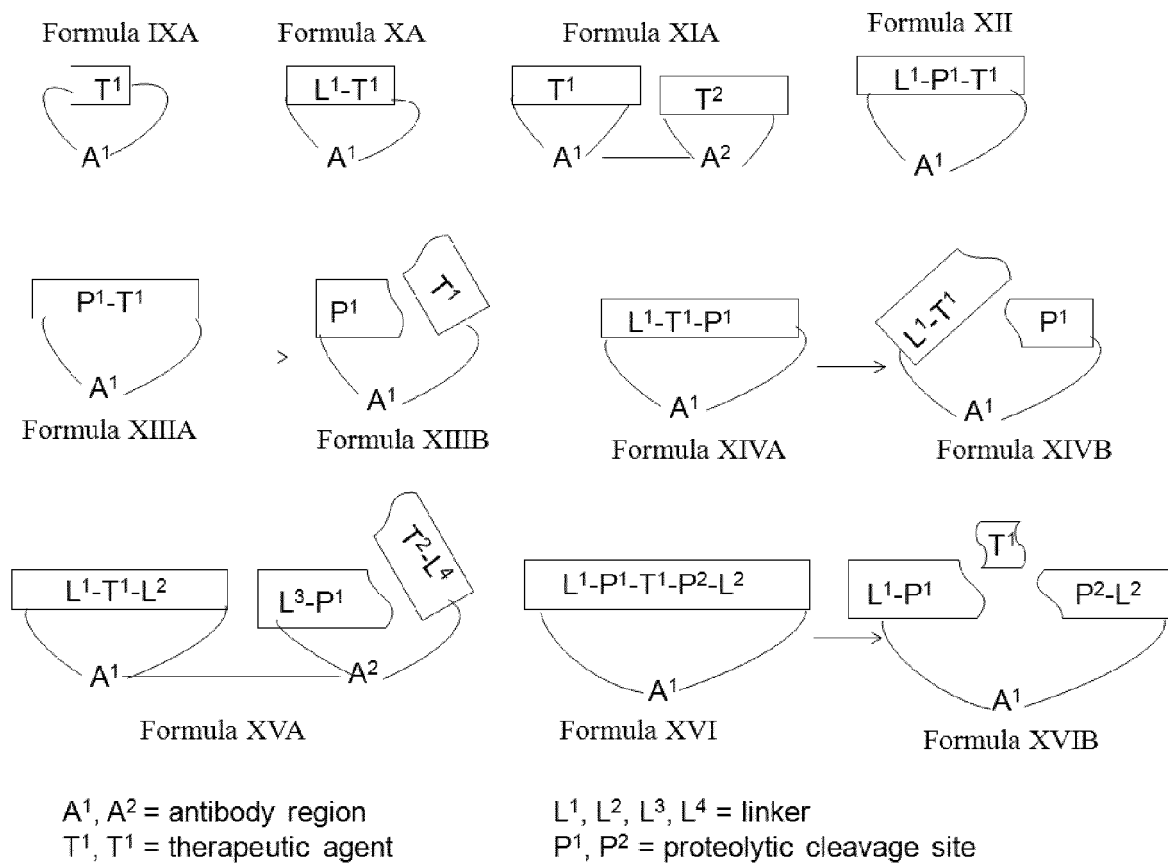 Formula IXA
Formula XA
Formula XIA
Formula XII
T¹
L¹-T¹
T¹
T²
L¹-P¹-T¹
A¹
A¹
A¹
A²
A¹
P¹-T¹
P¹
T¹
L¹-T¹-P¹
L¹-T¹
P¹
>
A¹
A¹
A¹
A¹
Formula XIIIA
Formula XIIIB
Formula XIVA
Formula XIVB
L¹-T¹-L²
L³-P¹
T²-L⁴
L¹-P¹-T¹-P²-L²
L¹-P¹
T¹
P²-L²
A¹
A²
A¹
A¹
Formula XVA
Formula XVI
Formula XVIB
A¹, A² = antibody region
T¹, T¹ = therapeutic agent
L¹, L², L³, L⁴ = linker
P¹, P² = proteolytic cleavage site